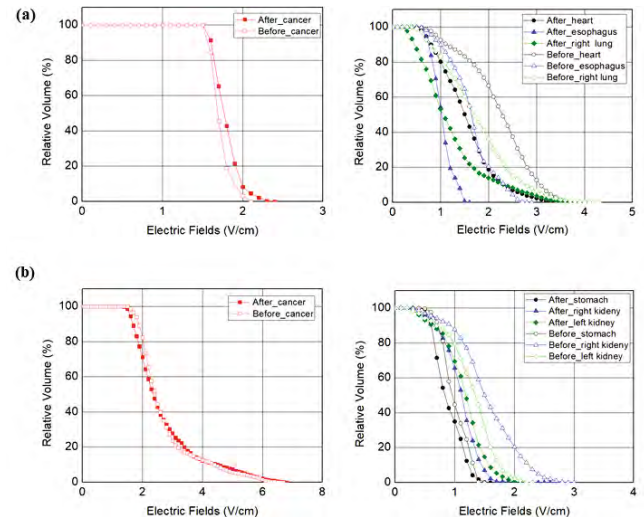 (a)
100
80
60
40
20
0
Relative Volume (%)
0 1 2 3
Electric Fields (V/cm)
After_cancer
Before_cancer
100
80
60
40
20
0
Relative Volume (%)
0 1 2 3 4 5
Electric Fields (V/cm)
After_heart
After_esophagus
After_right lung
Before_heart
Before_esophagus
Before_right lung
(b)
100
80
60
40
20
0
Relative Volume (%)
0 2 4 6 8
Electric Fields (V/cm)
After_cancer
Before_cancer
100
80
60
40
20
0
Relative Volume (%)
0 1 2 3 4
Electric Fields (V/cm)
After_stomach
After_right kideny
After_left kidney
Before_stomach
Before_right kideny
Before_left kidney